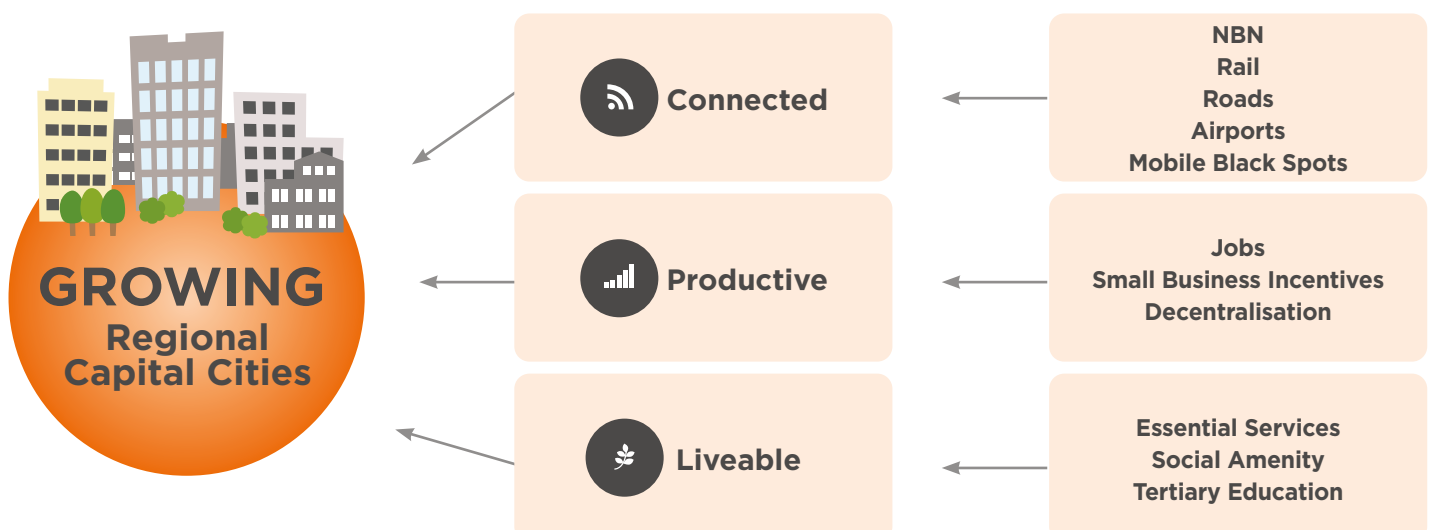 GROWING
Regional
Capital Cities
Connected
NBN
Rail
Roads
Airports
Mobile Black Spots
Productive
Jobs
Small Business Incentives
Decentralisation
Liveable
Essential Services
Social Amenity
Tertiary Education